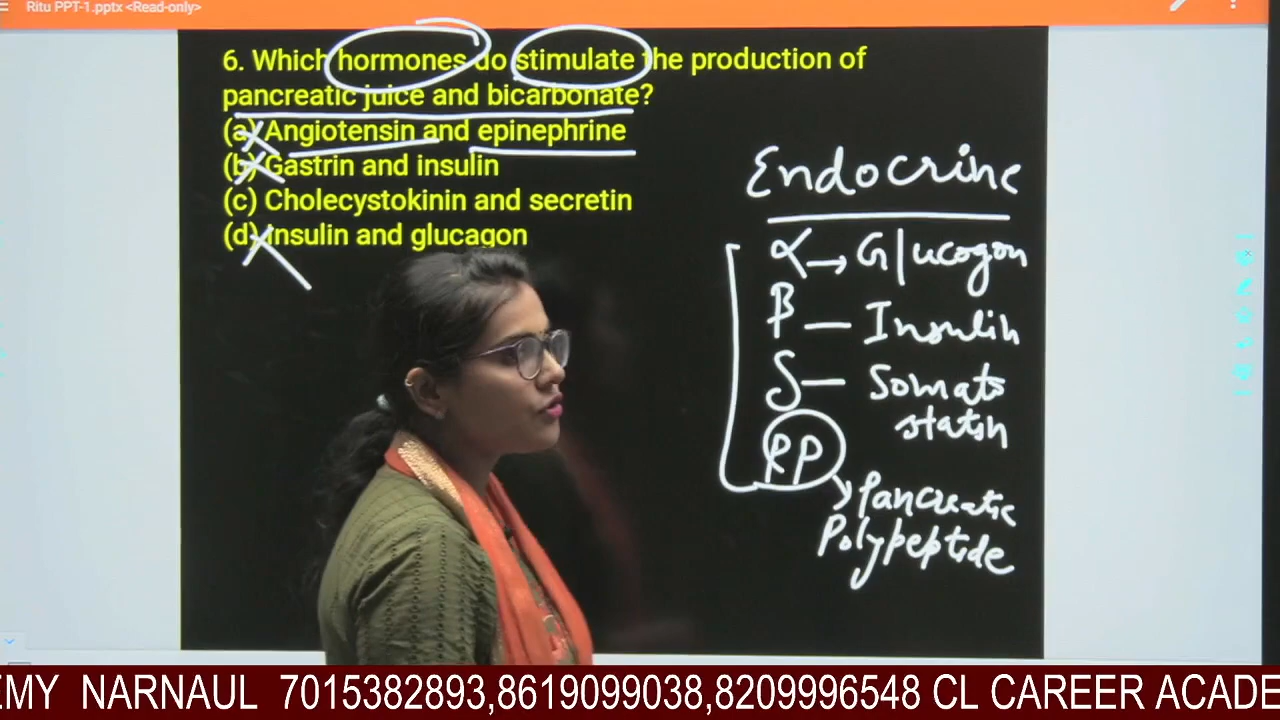 Ritu PPT-1.pptx <Read-only>
6. Which hormones do stimulate the production of
pancreatic juice and bicarbonate?
(a) Angiotensin and epinephrine
(b) Gastrin and insulin
(c) Cholecystokinin and secretin
(d) Insulin and glucagon
Endocrine
α → Glucogon
β — Insulin
δ — Somato
statin
PP
Pancreatic
Polypeptide
EMY NARNAUL 7015382893,8619099038,8209996548 CL CAREER ACADE